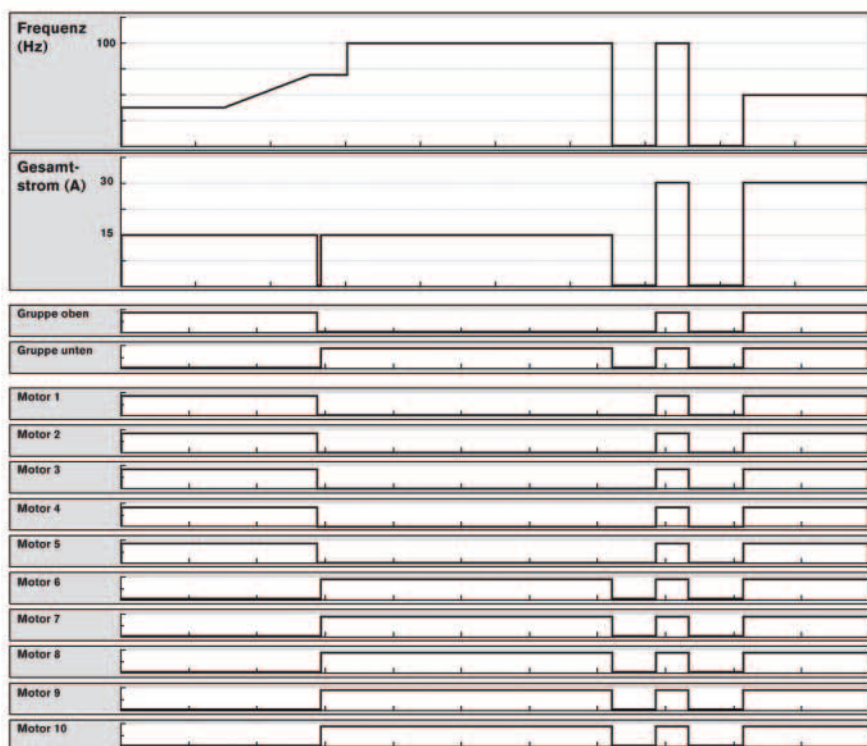 Frequenz
(Hz)
100
Gesamt-
strom (A)
30
15
Gruppe oben
Gruppe unten
Motor 1
Motor 2
Motor 3
Motor 4
Motor 5
Motor 6
Motor 7
Motor 8
Motor 9
Motor 10